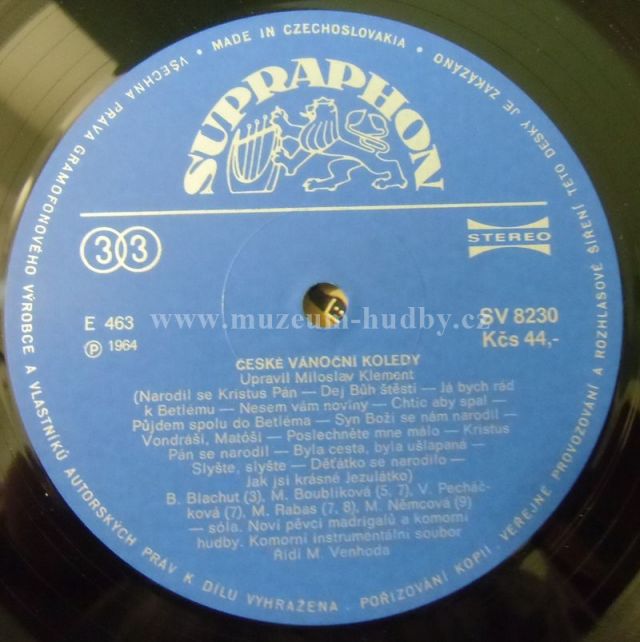 VŠECHNA PRÁVA GRAMOFONOVÉHO VÝROBCE A VLASTNÍKŮ AUTORSKÝCH PRÁV K DÍLU VYHRAŽENA . POŘIZOVÁNÍ KOPIÍ . VEŘEJNÉ PROVOZOVÁNÍ A ROZHLASOVÉ ŠÍŘENÍ TÉTO DESKY JE ZAKÁZÁNO
• MADE IN CZECHOSLOVAKIA •
SUPRAPHON
33
STEREO
E 463
SV 8230
www.muzeum-hudby.cz
Ⓟ 1964
Kčs 44,-
ČESKÉ VÁNOČNÍ KOLEDY
Upravil Miloslav Klement
(Narodil se Kristus Pán — Dej Bůh štěstí — Já bych rád
k Betlému — Nesem vám noviny — Chtíc aby spal —
Půjdem spolu do Betléma — Syn Boží se nám narodil —
Vondráši, Matóši — Poslechněte mne málo — Kristus
Pán se narodil — Byla cesta, byla ušlapaná —
Slyšte, slyšte — Děťátko se narodilo —
Jak jsi krásné Jezulátko)
B. Blachut (3), M. Boublíková (5, 7), V. Pecháč-
ková (7), M. Rabas (7, 8), M. Němcová (9)
— sóla. Noví pěvci madrigalů a komorní
hudby. Komorní instrumentální soubor
Řídí M. Venhoda